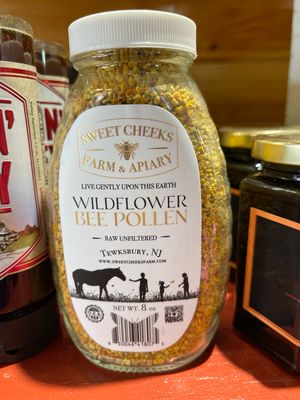 SWEET CHEEKS
FARM & APIARY
LIVE GENTLY UPON THIS EARTH
WILDFLOWER
BEE POLLEN
RAW UNFILTERED
TEWKSBURY, NJ
WWW.SWEETCHEEKSFARM.COM
NET WT. 8 oz